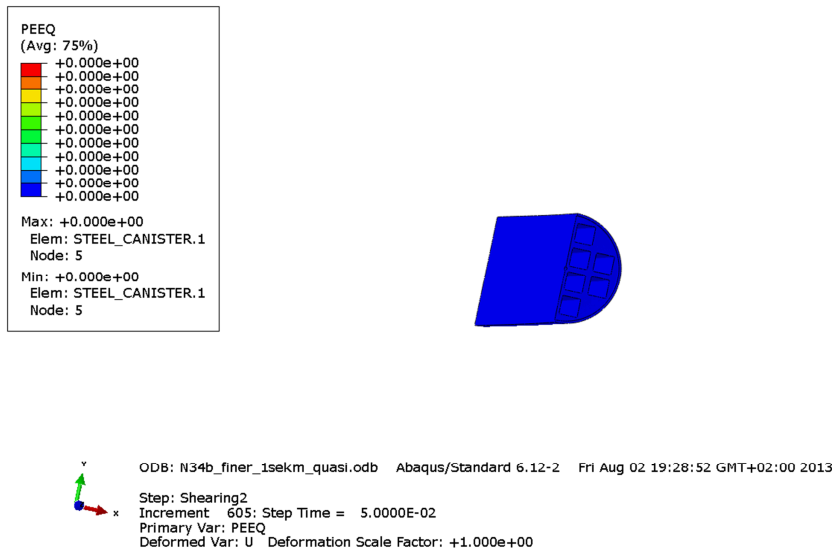 PEEQ
(Avg: 75%)
+0.000e+00
+0.000e+00
+0.000e+00
+0.000e+00
+0.000e+00
+0.000e+00
+0.000e+00
+0.000e+00
+0.000e+00
+0.000e+00
+0.000e+00
Max: +0.000e+00
Elem: STEEL_CANISTER.1
Node: 5
Min: +0.000e+00
Elem: STEEL_CANISTER.1
Node: 5
Y
X
ODB: N34b_finer_1sekm_quasi.odb Abaqus/Standard 6.12-2 Fri Aug 02 19:28:52 GMT+02:00 2013
Step: Shearing2
Increment 605: Step Time = 5.0000E-02
Primary Var: PEEQ
Deformed Var: U Deformation Scale Factor: +1.000e+00